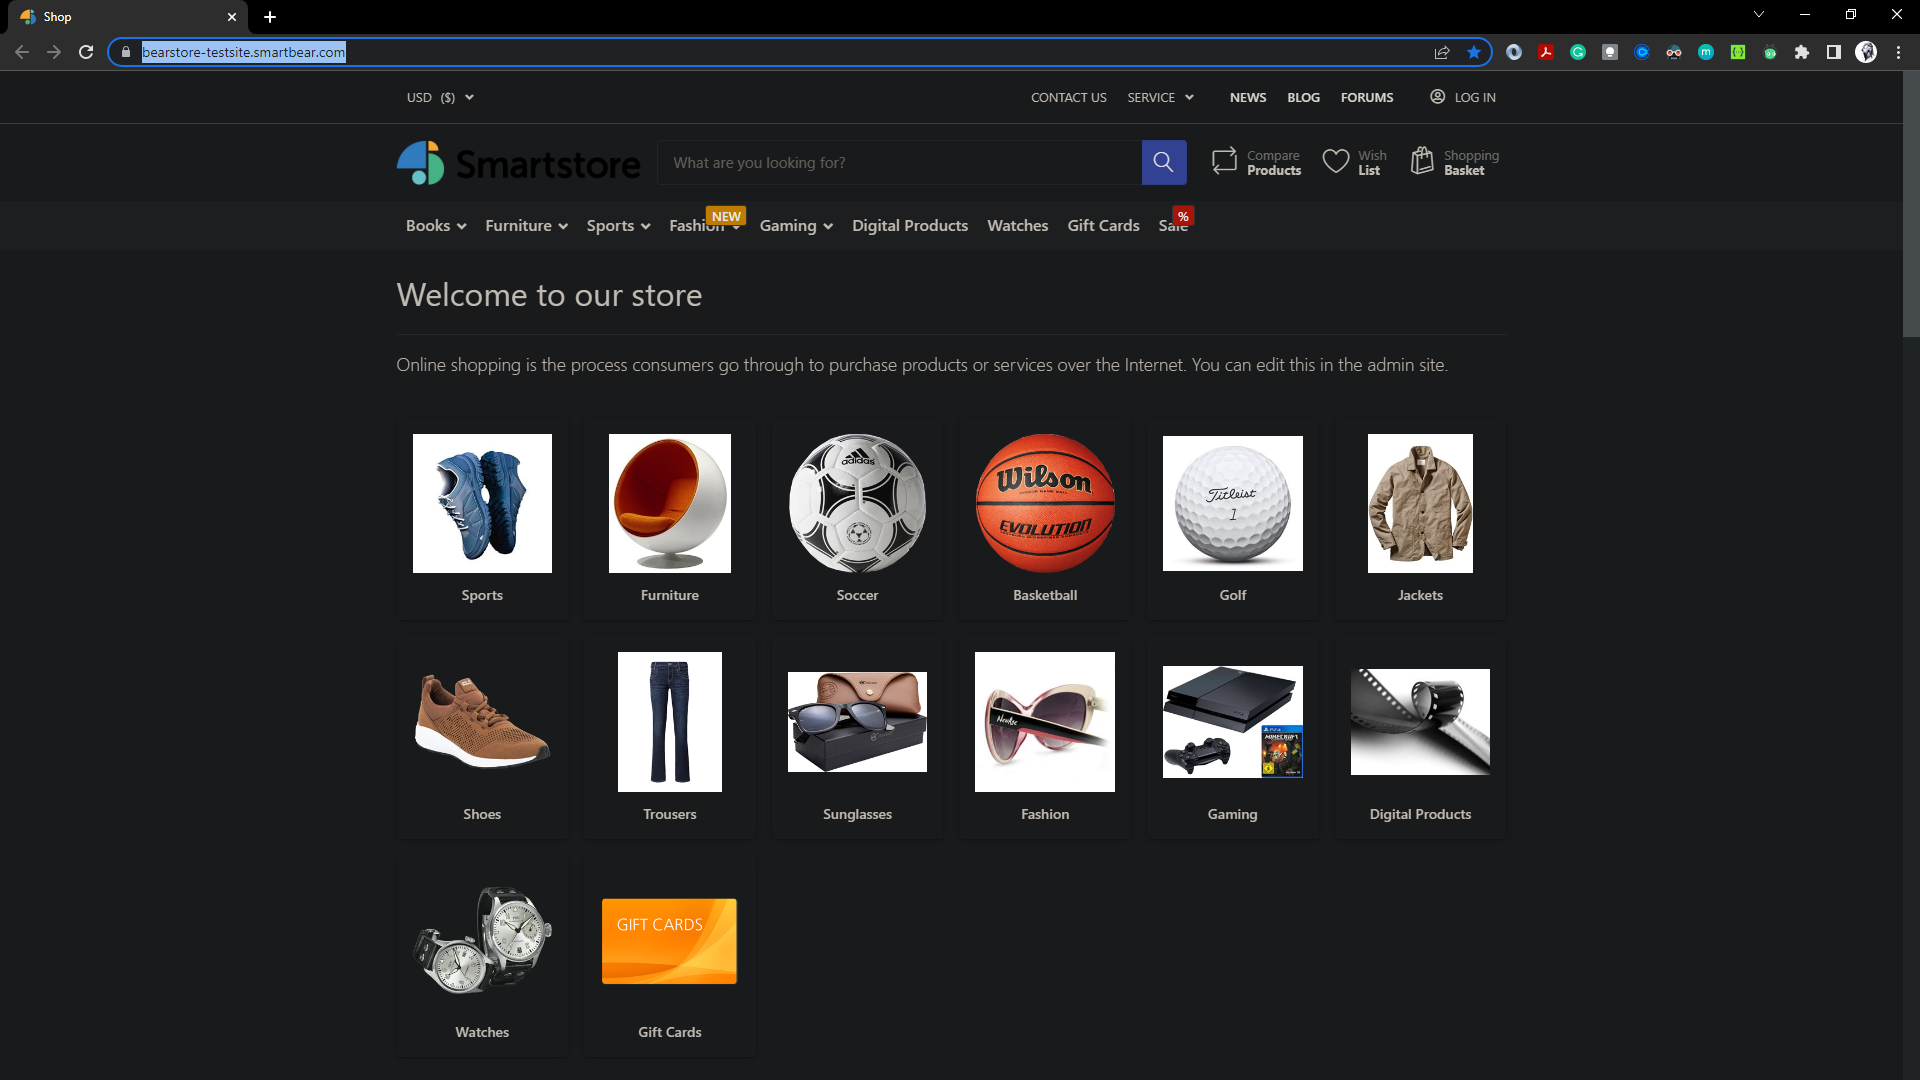 Shop
bearstore-testsite.smartbear.com
USD ($)
CONTACT US SERVICE NEWS BLOG FORUMS LOG IN
Smartstore
What are you looking for?
Compare
Products
Wish
List
Shopping
Basket
NEW
%
Books Furniture Sports Fashion Gaming Digital Products Watches Gift Cards Sale
Welcome to our store
Online shopping is the process consumers go through to purchase products or services over the Internet. You can edit this in the admin site.
adidas
Wilson
EVOLUTION
Titleist
1
Sports Furniture Soccer Basketball Golf Jackets
PS4
MINECRAFT
Shoes Trousers Sunglasses Fashion Gaming Digital Products
GIFT CARDS
Watches Gift Cards